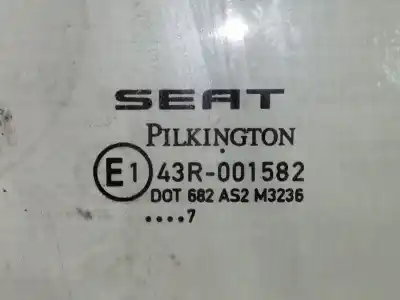 SEAT
PILKINGTON
E1 43R-001582
DOT 682 AS2 M3236
....7